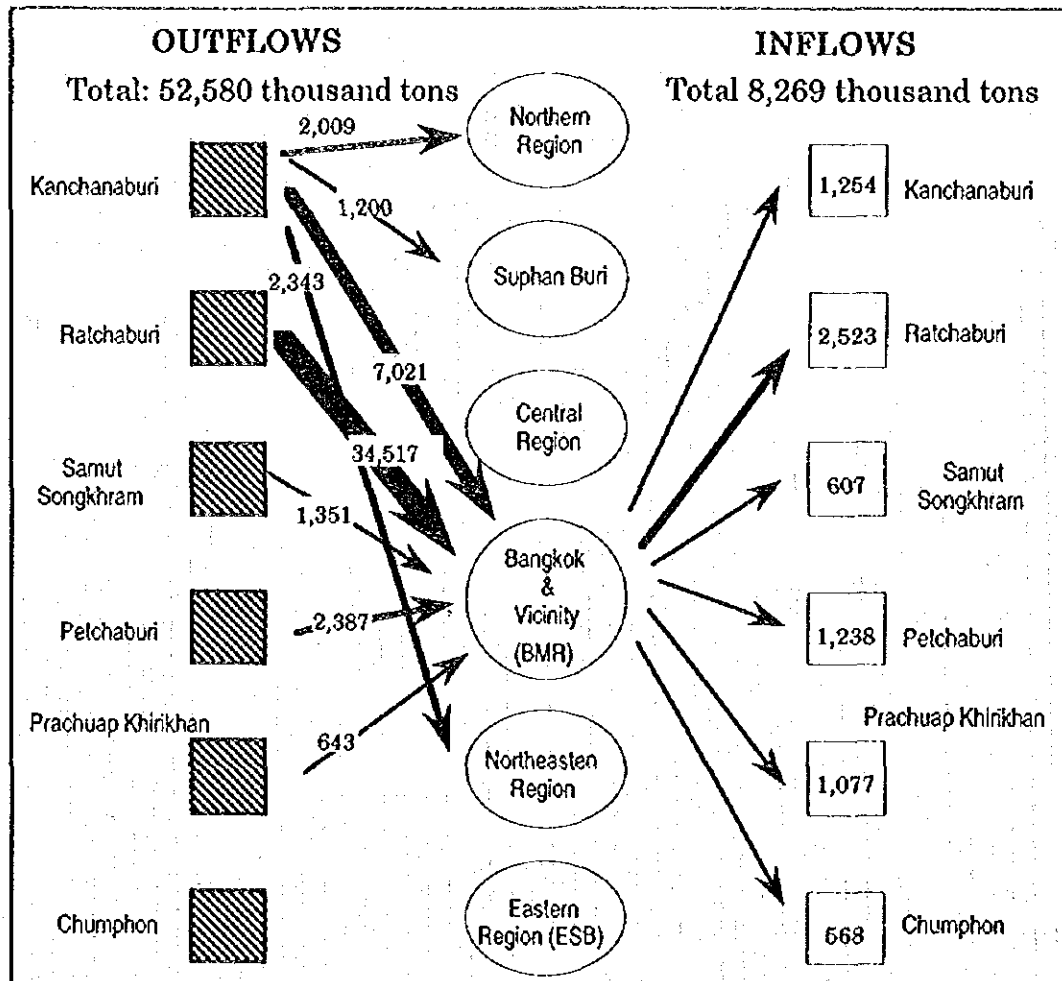 OUTFLOWS
Total: 52,580 thousand tons
INFLOWS
Total 8,269 thousand tons
Kanchanaburi
Ratchaburi
Samut
Songkhram
Petchaburi
Prachuap Khirikhan
Chumphon
2,009
1,200
2,343
7,021
34,517
1,351
2,387
643
Northern
Region
Suphan Buri
Central
Region
Bangkok
&
Vicinity
(BMR)
Northeasten
Region
Eastern
Region (ESB)
1,254
Kanchanaburi
2,523
Ratchaburi
607
Samut
Songkhram
1,238
Petchaburi
Prachuap Khirikhan
1,077
568
Chumphon